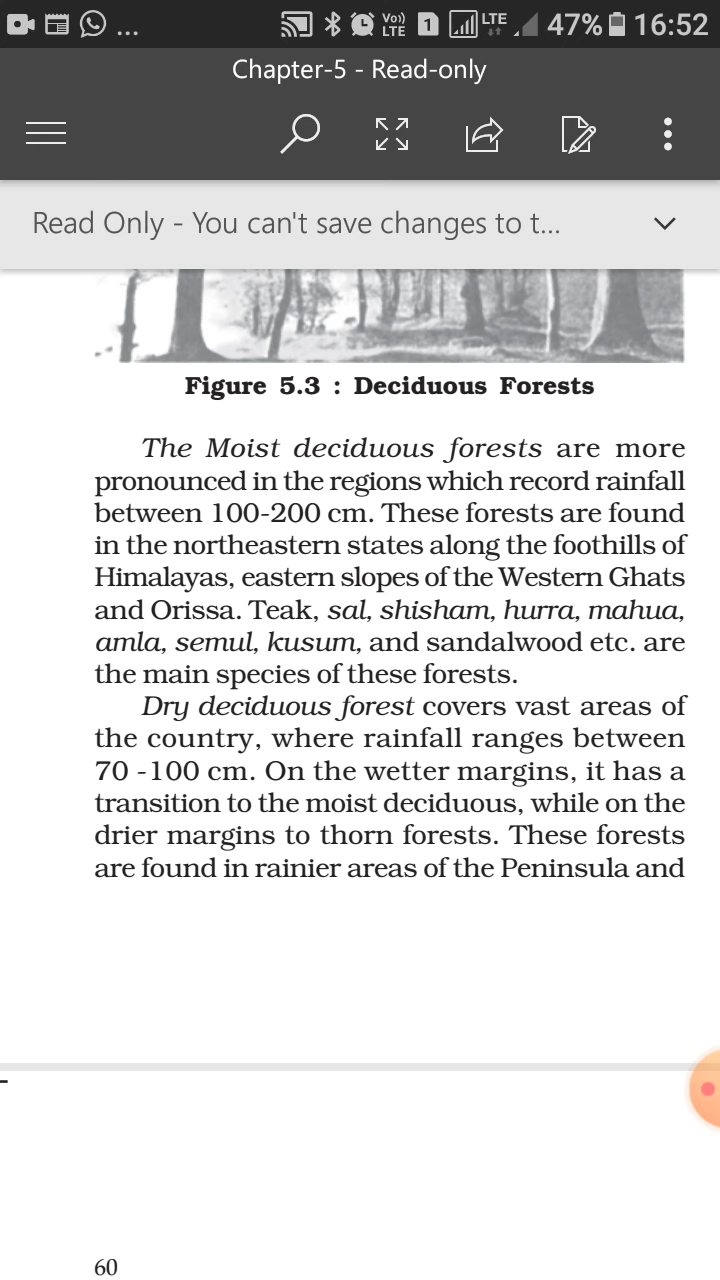 ... Vo)) LTE 1 LTE 47% 16:52
Chapter-5 - Read-only
Read Only - You can't save changes to t...
Figure 5.3 : Deciduous Forests
The Moist deciduous forests are more
pronounced in the regions which record rainfall
between 100-200 cm. These forests are found
in the northeastern states along the foothills of
Himalayas, eastern slopes of the Western Ghats
and Orissa. Teak, sal, shisham, hurra, mahua,
amla, semul, kusum, and sandalwood etc. are
the main species of these forests.
Dry deciduous forest covers vast areas of
the country, where rainfall ranges between
70 -100 cm. On the wetter margins, it has a
transition to the moist deciduous, while on the
drier margins to thorn forests. These forests
are found in rainier areas of the Peninsula and
60